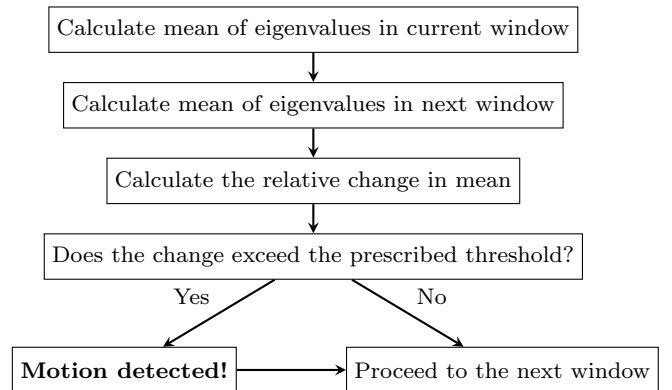 Calculate mean of eigenvalues in current window
Calculate mean of eigenvalues in next window
Calculate the relative change in mean
Does the change exceed the prescribed threshold?
Yes
No
Motion detected!
Proceed to the next window